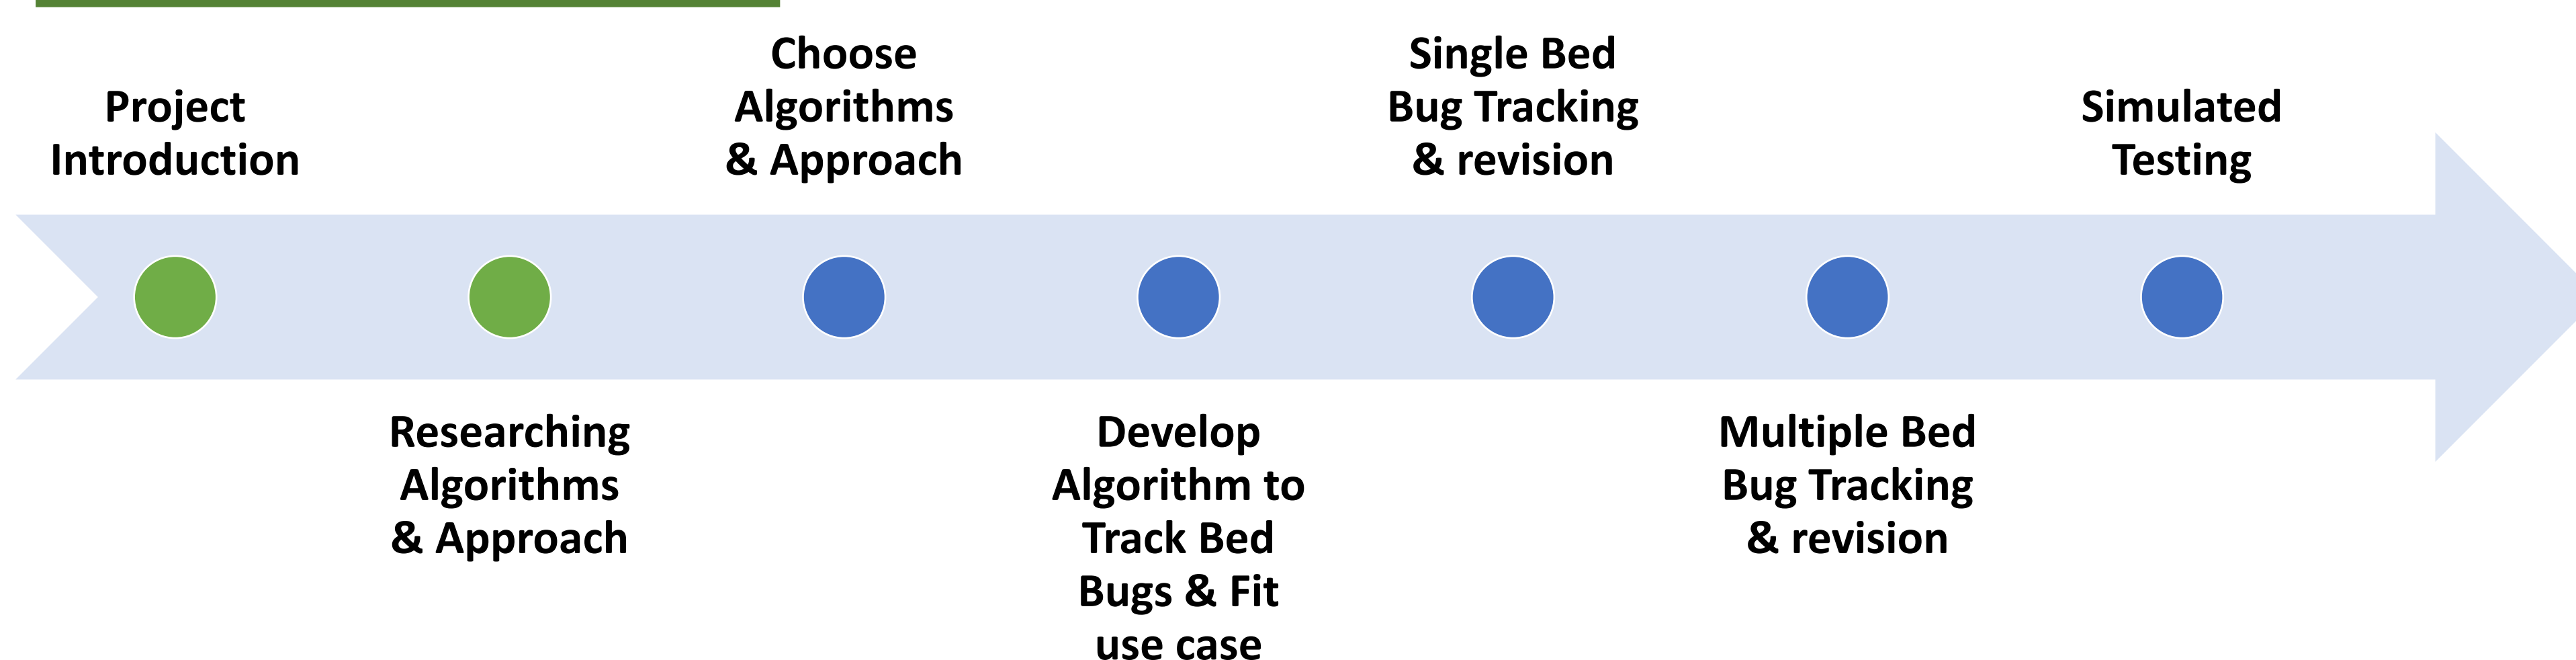 Project
Introduction
Researching
Algorithms
& Approach
Choose
Algorithms
& Approach
Develop
Algorithm to
Track Bed
Bugs & Fit
use case
Single Bed
Bug Tracking
& revision
Multiple Bed
Bug Tracking
& revision
Simulated
Testing